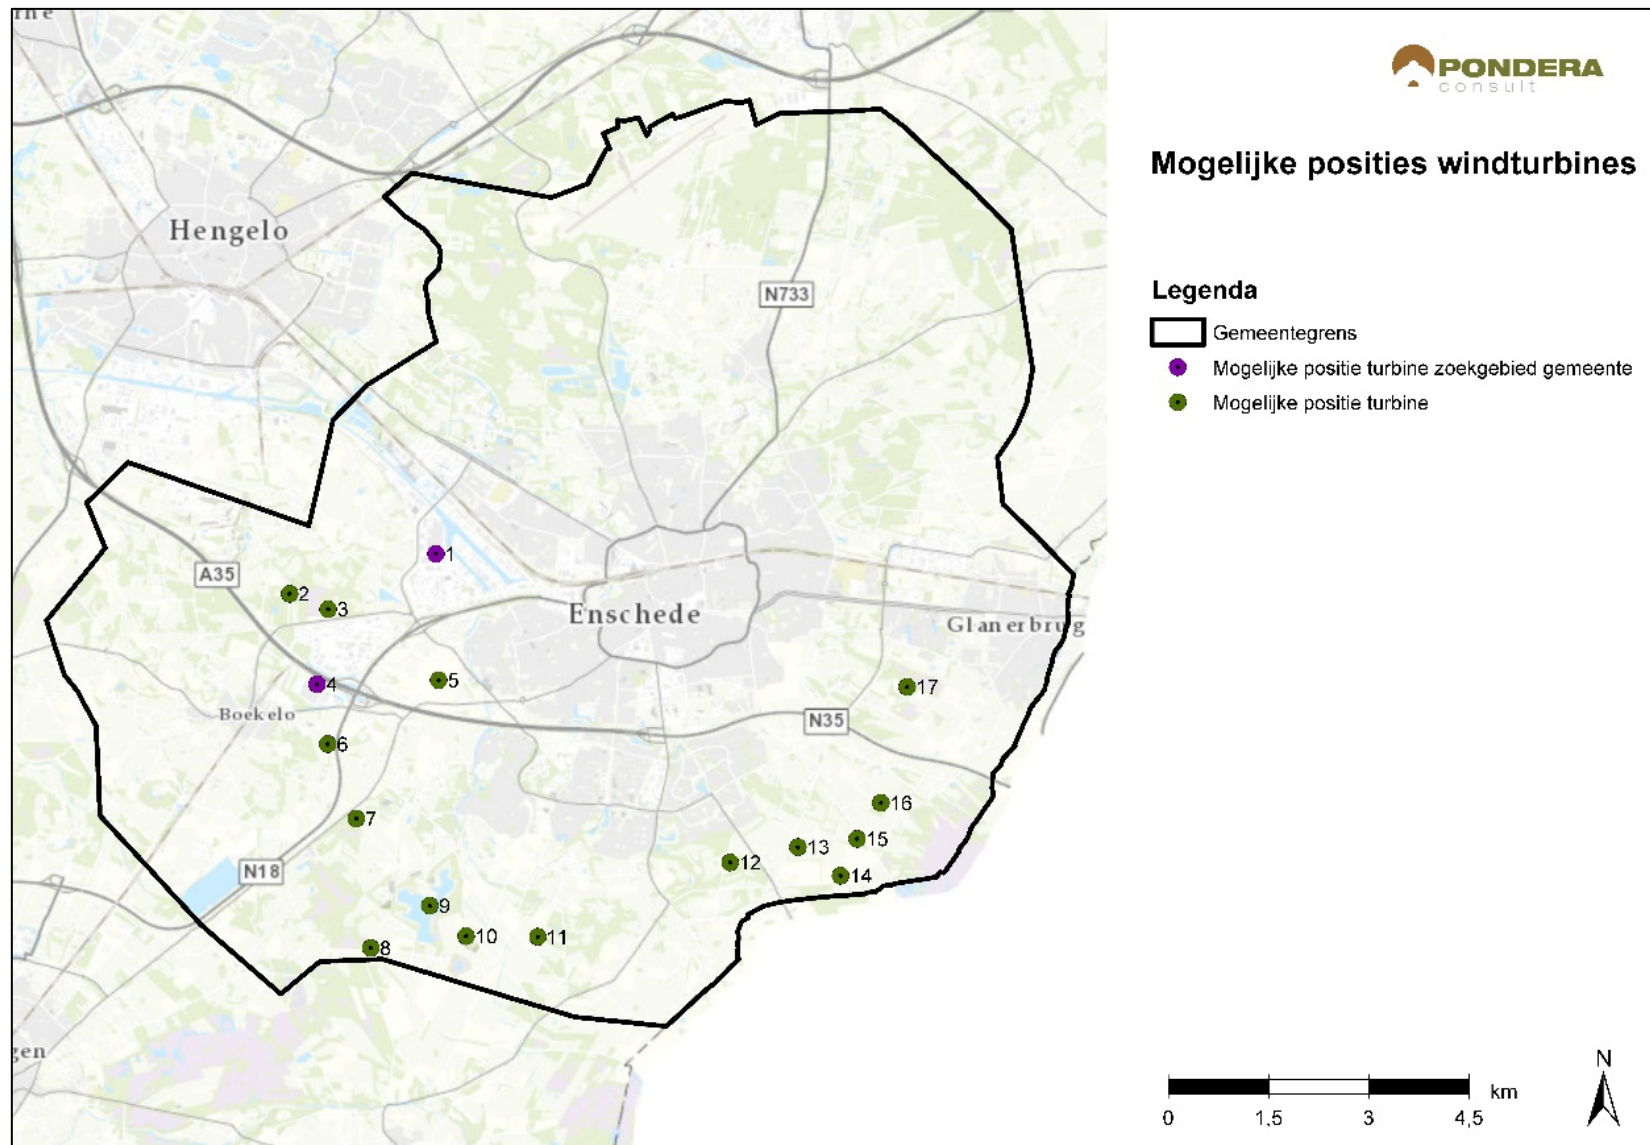 rne
PONDERA
consult
Mogelijke posities windturbines
Hengelo
N733
Legenda
Gemeentegrens
Mogelijke positie turbine zoekgebied gemeente
Mogelijke positie turbine
1
A35
2
3
Enschede
Glanerbrug
4
5
17
Boekelo
N35
6
16
7
15
13
12
14
N18
9
10
11
8
gen
N
km
0
1,5
3
4,5